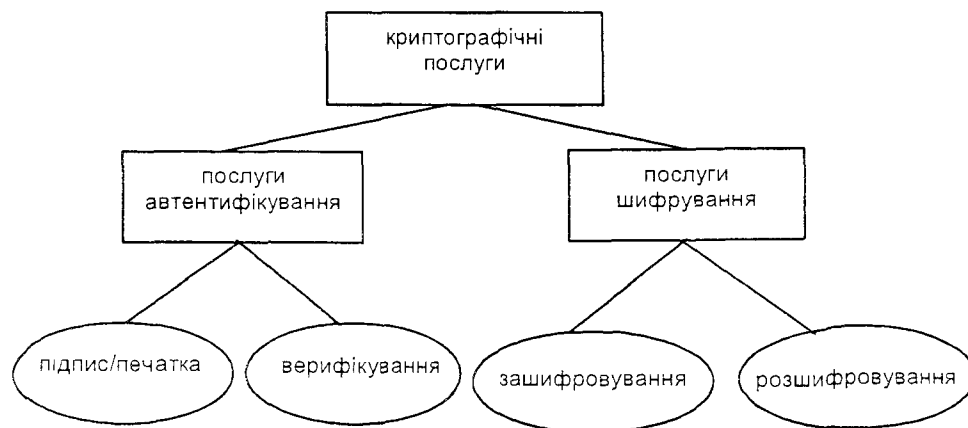 криптографічні
послуги
послуги
автентифікування
послуги
шифрування
підпис/печатка
верифікування
зашифровування
розшифровування